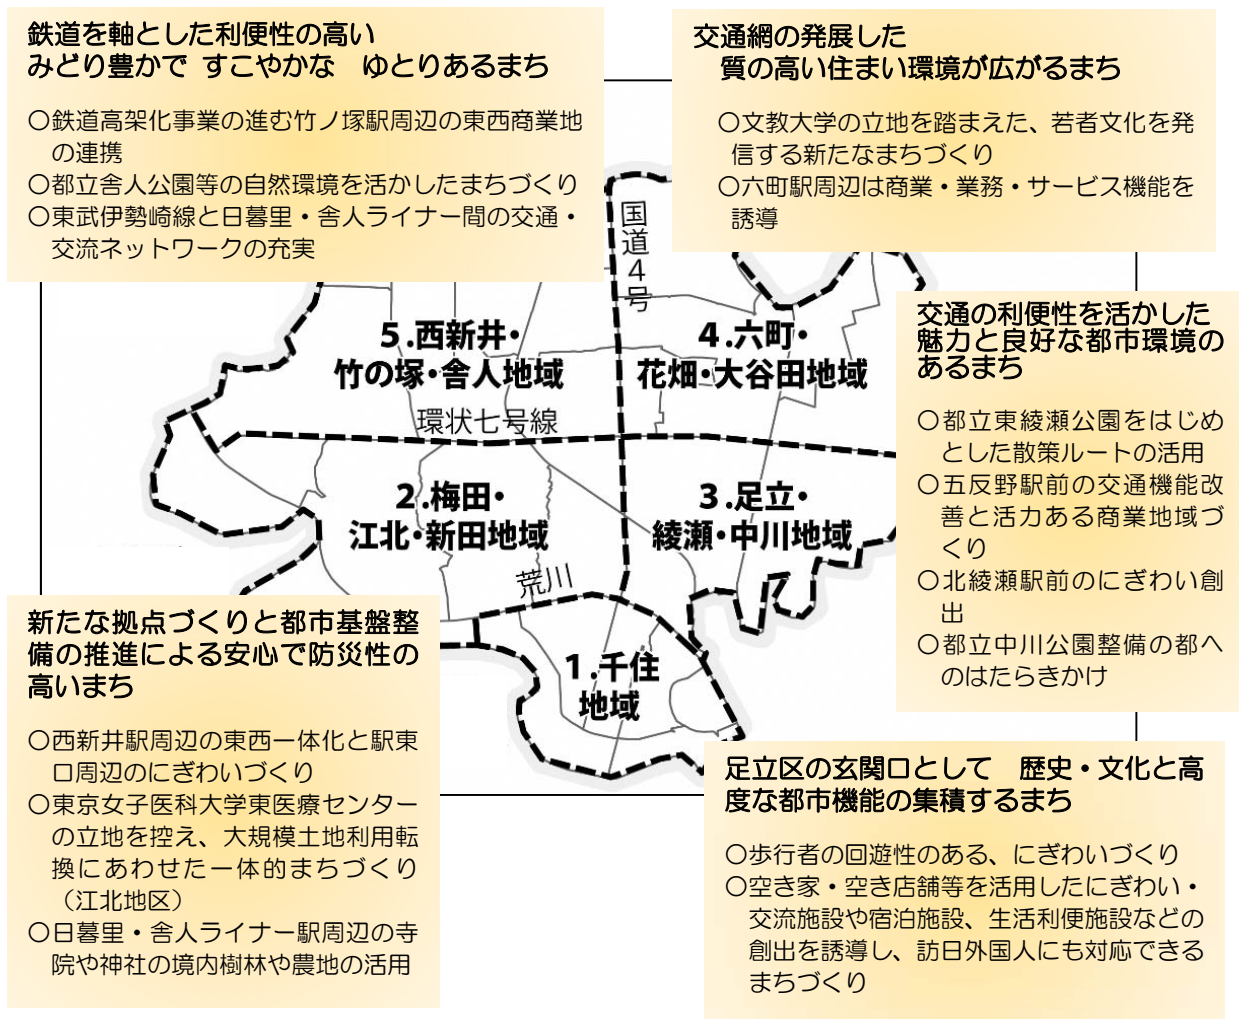 鉄道を軸とした利便性の高い
みどり豊かで すこやかな　ゆとりあるまち
○鉄道高架化事業の進む竹ノ塚駅周辺の東西商業地
の連携
○都立舎人公園等の自然環境を活かしたまちづくり
○東武伊勢崎線と日暮里・舎人ライナー間の交通・
交流ネットワークの充実
交通網の発展した
質の高い住まい環境が広がるまち
○文教大学の立地を踏まえた、若者文化を発
信する新たなまちづくり
○六町駅周辺は商業・業務・サービス機能を
誘導
国道4号
5.西新井・
竹の塚・舎人地域
4.六町・
花畑・大谷田地域
環状七号線
交通の利便性を活かした
魅力と良好な都市環境の
あるまち
○都立東綾瀬公園をはじめ
とした散策ルートの活用
○五反野駅前の交通機能改
善と活力ある商業地域づ
くり
○北綾瀬駅前のにぎわい創
出
○都立中川公園整備の都へ
のはたらきかけ
2.梅田・
江北・新田地域
3.足立・
綾瀬・中川地域
荒川
1.千住
地域
新たな拠点づくりと都市基盤整
備の推進による安心で防災性の
高いまち
○西新井駅周辺の東西一体化と駅東
口周辺のにぎわいづくり
○東京女子医科大学東医療センター
の立地を控え、大規模土地利用転
換にあわせた一体的まちづくり
（江北地区）
○日暮里・舎人ライナー駅周辺の寺
院や神社の境内樹林や農地の活用
足立区の玄関口として　歴史・文化と高
度な都市機能の集積するまち
○歩行者の回遊性のある、にぎわいづくり
○空き家・空き店舗等を活用したにぎわい・
交流施設や宿泊施設、生活利便施設などの
創出を誘導し、訪日外国人にも対応できる
まちづくり